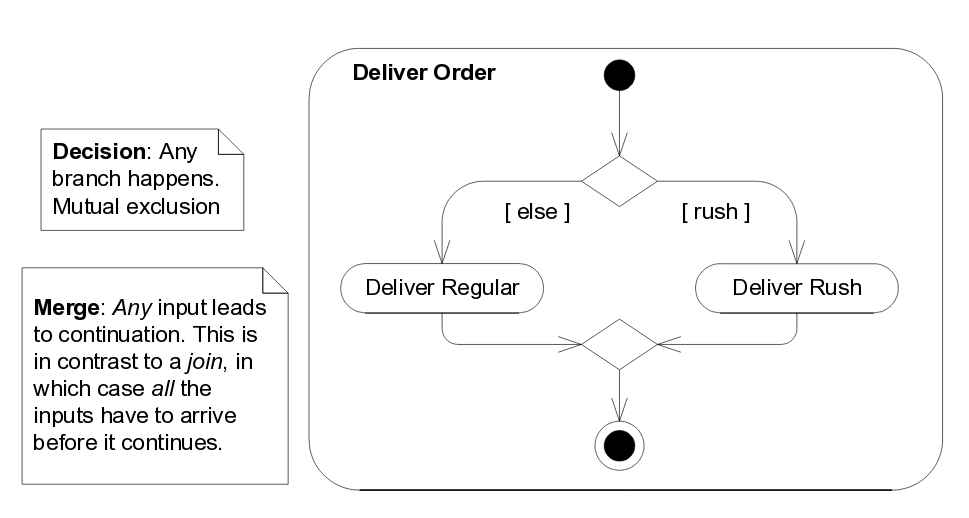 Deliver Order
Decision: Any
branch happens.
Mutual exclusion
[ else ]
[ rush ]
Merge: Any input leads
to continuation. This is
in contrast to a join, in
which case all the
inputs have to arrive
before it continues.
Deliver Regular
Deliver Rush